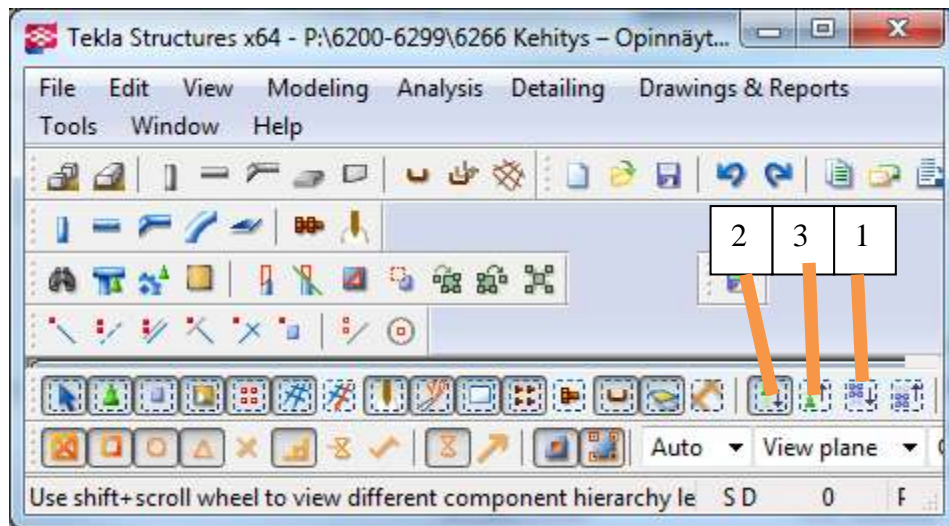 Tekla Structures x64 - P:\6200-6299\6266 Kehitys – Opinnäyt...
File Edit View Modeling Analysis Detailing Drawings & Reports
Tools Window Help
2 3 1
Auto View plane
Use shift+scroll wheel to view different component hierarchy le S D 0